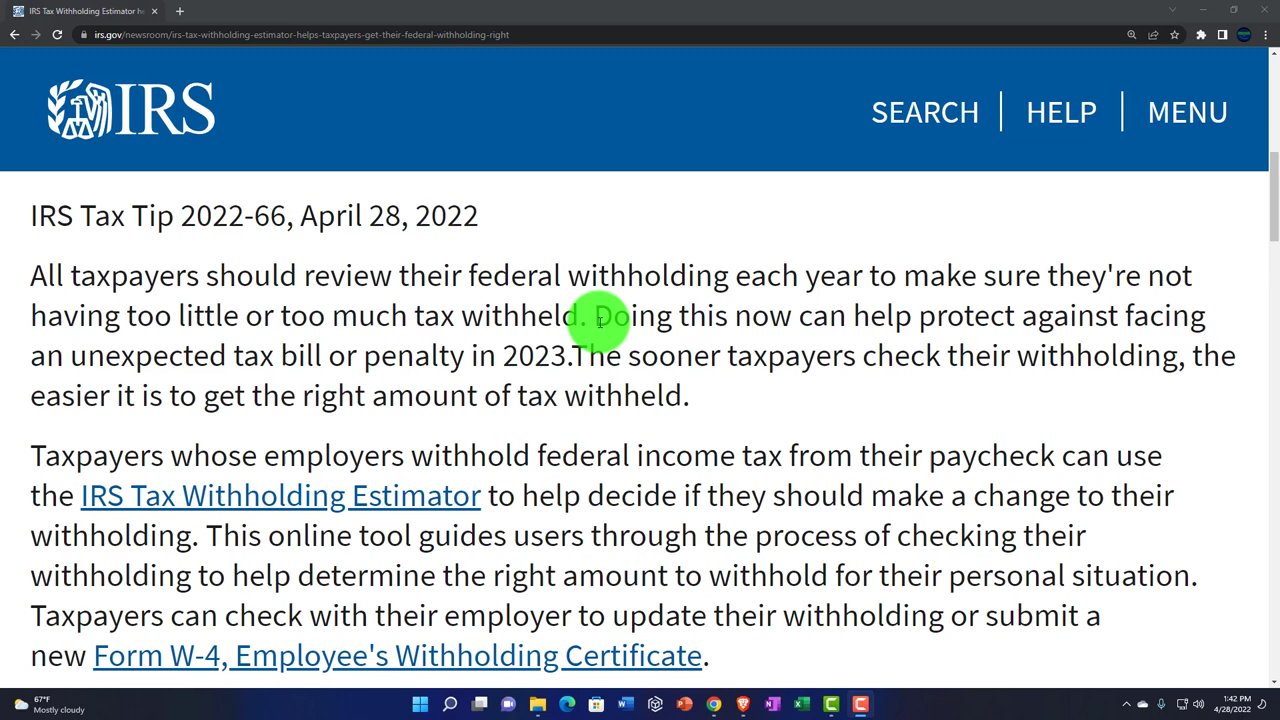 IRS Tax Withholding Estimator he
irs.gov/newsroom/irs-tax-withholding-estimator-helps-taxpayers-get-their-federal-withholding-right
IRS
SEARCH HELP MENU
IRS Tax Tip 2022-66, April 28, 2022
All taxpayers should review their federal withholding each year to make sure they're not
having too little or too much tax withheld. Doing this now can help protect against facing
an unexpected tax bill or penalty in 2023.The sooner taxpayers check their withholding, the
easier it is to get the right amount of tax withheld.
Taxpayers whose employers withhold federal income tax from their paycheck can use
the IRS Tax Withholding Estimator to help decide if they should make a change to their
withholding. This online tool guides users through the process of checking their
withholding to help determine the right amount to withhold for their personal situation.
Taxpayers can check with their employer to update their withholding or submit a
new Form W-4, Employee's Withholding Certificate.
67°F
Mostly cloudy
1:42 PM
4/28/2022